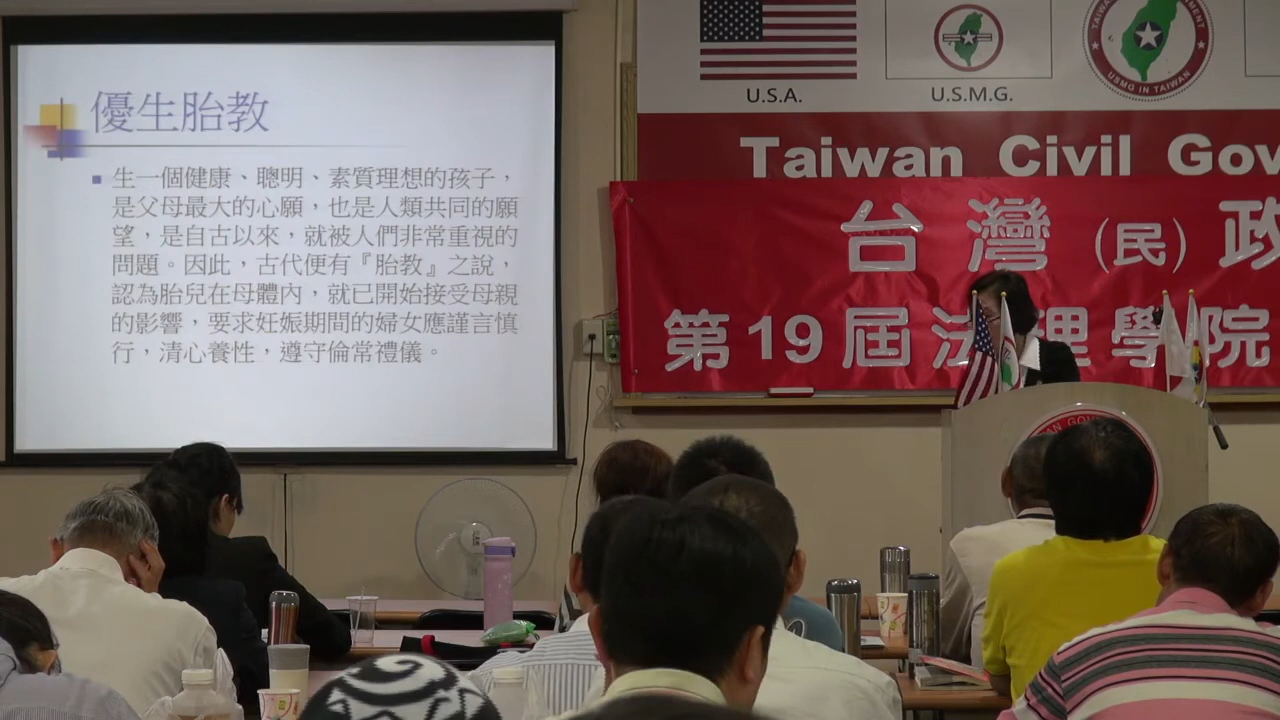 優生胎教
生一個健康、聰明、素質理想的孩子，
是父母最大的心願，也是人類共同的願
望，是自古以來，就被人們非常重視的
問題。因此，古代便有『胎教』之說，
認為胎兒在母體內，就已開始接受母親
的影響，要求妊娠期間的婦女應謹言慎
行，清心養性，遵守倫常禮儀。
U.S.A.
U.S.M.G.
USMG IN TAIWAN
Taiwan Civil Gov
台灣(民)政
第19屆法理學院